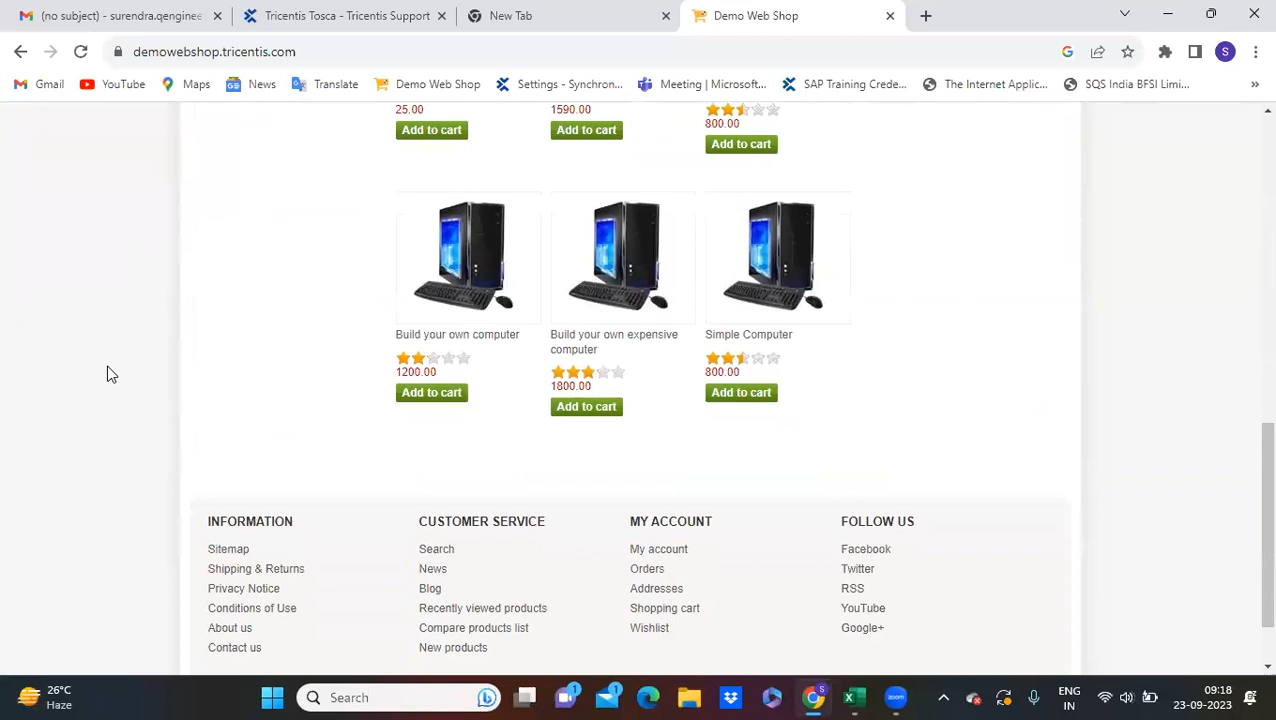 (no subject) - surendra.qenginee
Tricentis Tosca - Tricentis Support
New Tab
Demo Web Shop
demowebshop.tricentis.com
S
Gmail
YouTube
Maps
News
Translate
Demo Web Shop
Settings - Synchron...
Meeting | Microsoft...
SAP Training Crede...
The Internet Applic...
SQS India BFSI Limi...
25.00
1590.00
800.00
Add to cart
Add to cart
Add to cart
Build your own computer
Build your own expensive
computer
Simple Computer
1200.00
1800.00
800.00
Add to cart
Add to cart
Add to cart
INFORMATION
Sitemap
Shipping & Returns
Privacy Notice
Conditions of Use
About us
Contact us
CUSTOMER SERVICE
Search
News
Blog
Recently viewed products
Compare products list
New products
MY ACCOUNT
My account
Orders
Addresses
Shopping cart
Wishlist
FOLLOW US
Facebook
Twitter
RSS
YouTube
Google+
26°C
Haze
Search
1
1
S
zoom
ENG
IN
09:18
23-09-2023